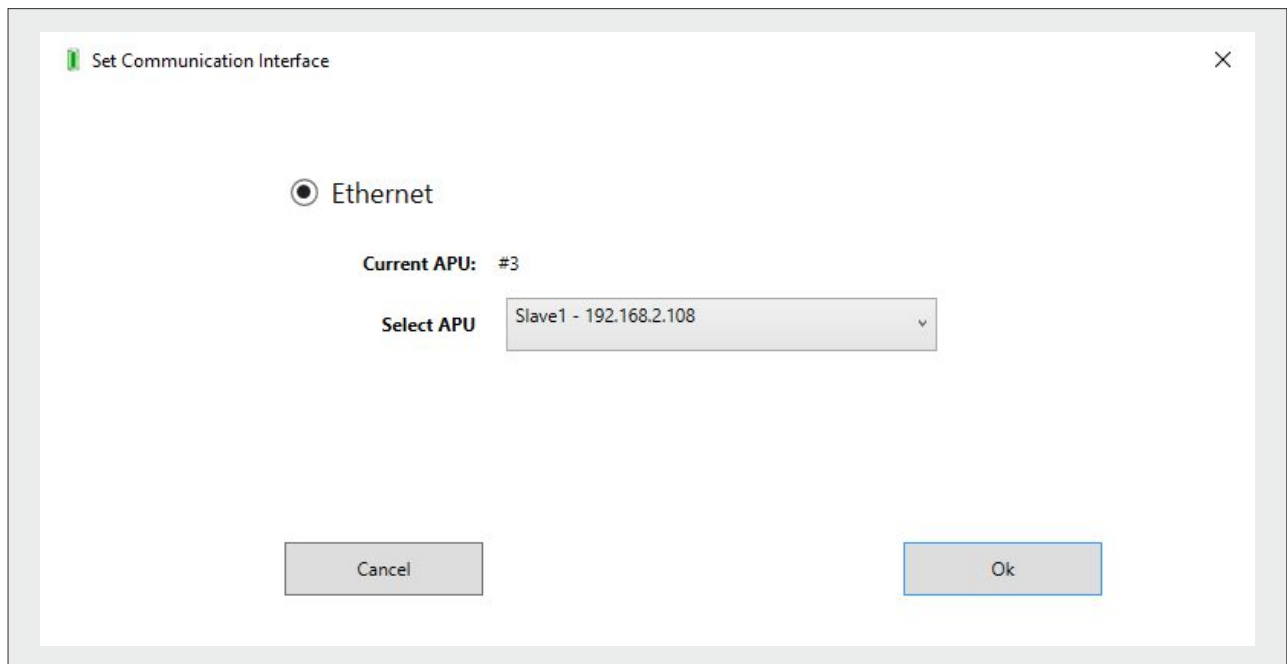 Set Communication Interface
Ethernet
Current APU: #3
Select APU Slave1 - 192.168.2.108
Cancel Ok